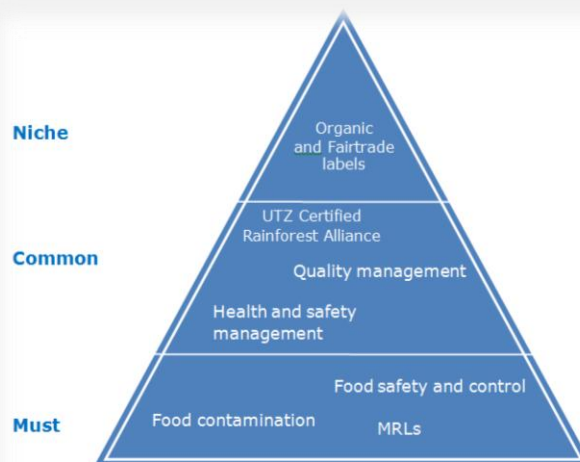 Niche
Organic
and Fairtrade
labels
Common
UTZ Certified
Rainforest Alliance
Quality management
Health and safety
management
Must
Food safety and control
Food contamination
MRLs